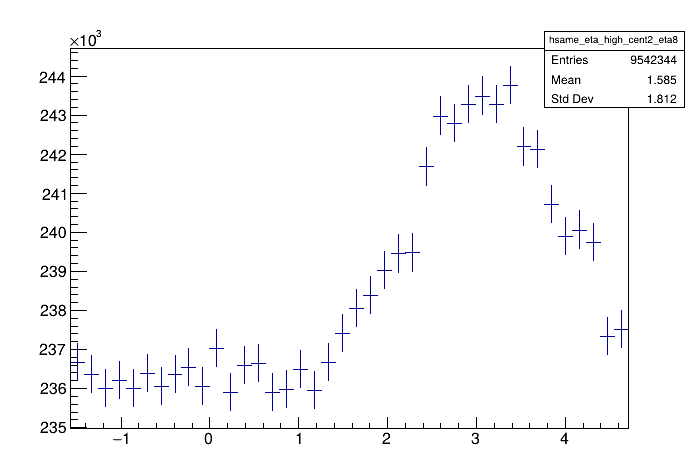 ×10³
hsame_eta_high_cent2_eta8
Entries 9542344
Mean 1.585
Std Dev 1.812
244
243
242
241
240
239
238
237
236
235
−1 0 1 2 3 4